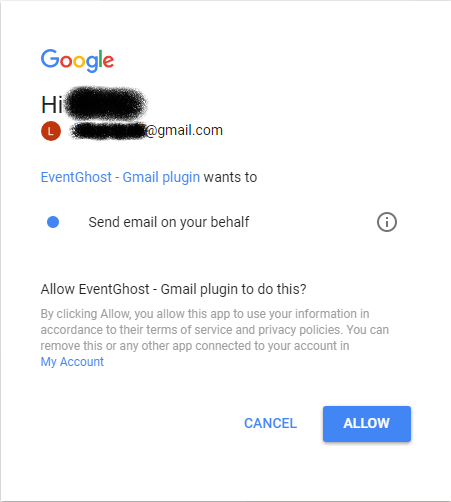 Google
Hi
L
@gmail.com
EventGhost - Gmail plugin wants to
Send email on your behalf
Allow EventGhost - Gmail plugin to do this?
By clicking Allow, you allow this app to use your information in
accordance to their terms of service and privacy policies. You can
remove this or any other app connected to your account in
My Account
CANCEL
ALLOW